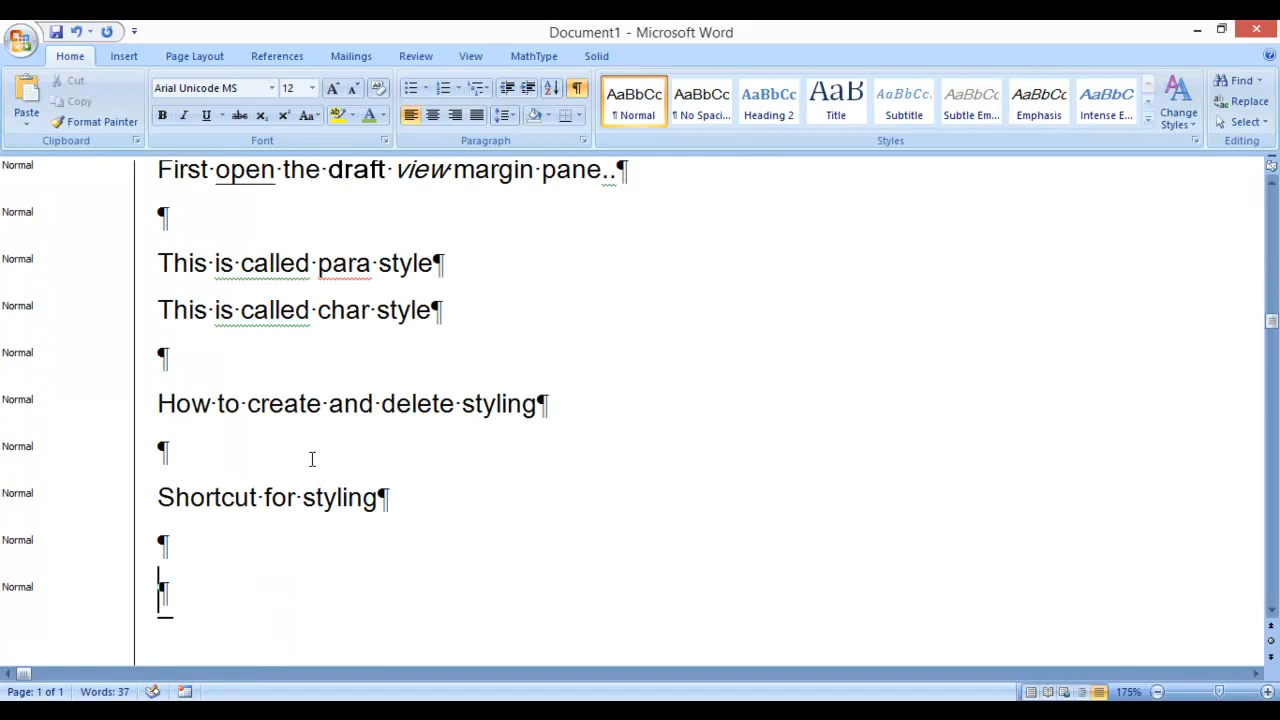 Document1 - Microsoft Word
Home Insert Page Layout References Mailings Review View MathType Solid
Paste
Cut
Copy
Format Painter
Clipboard
Arial Unicode MS 12
Font
Paragraph
AaBbCc AaBbCc AaBbCc AaB AaBbCc. AaBbCc AaBbCc AaBbC
¶ Normal ¶ No Spaci... Heading 2 Title Subtitle Subtle Em... Emphasis Intense E...
Change Styles
Styles
Find
Replace
Select
Editing
Normal First·open·the·draft·view·margin·pane..¶
Normal ¶
Normal This·is·called·para·style¶
Normal This·is·called·char·style¶
Normal ¶
Normal How·to·create·and·delete·styling¶
Normal ¶
Normal Shortcut·for·styling¶
Normal ¶
Normal ¶
Page: 1 of 1 Words: 37 175%